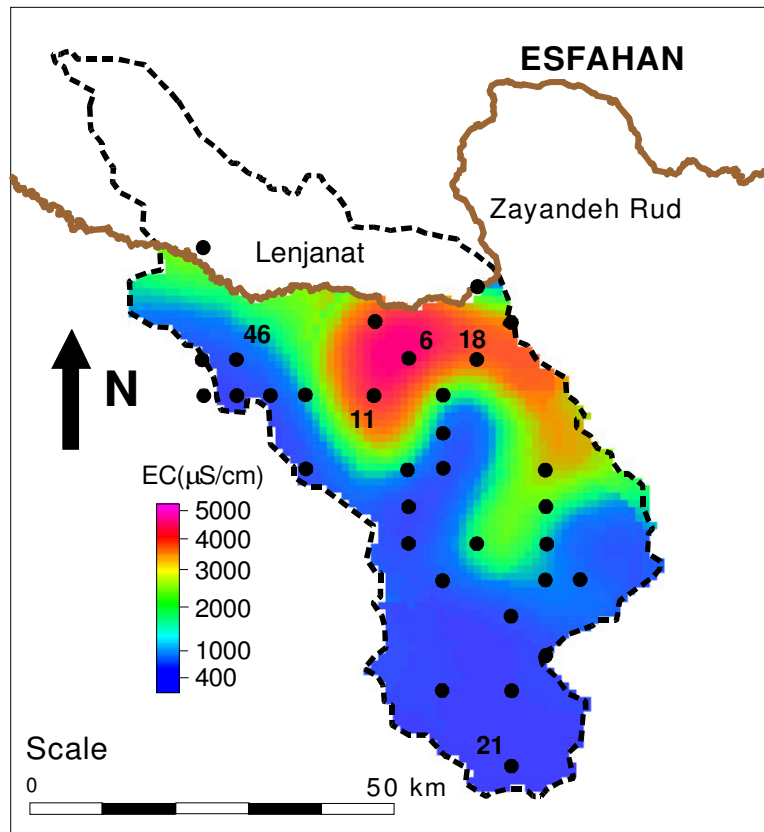 ESFAHAN
Zayandeh Rud
Lenjanat
46
6
18
N
11
EC(µS/cm)
5000
4000
3000
2000
1000
400
21
Scale
0
50 km